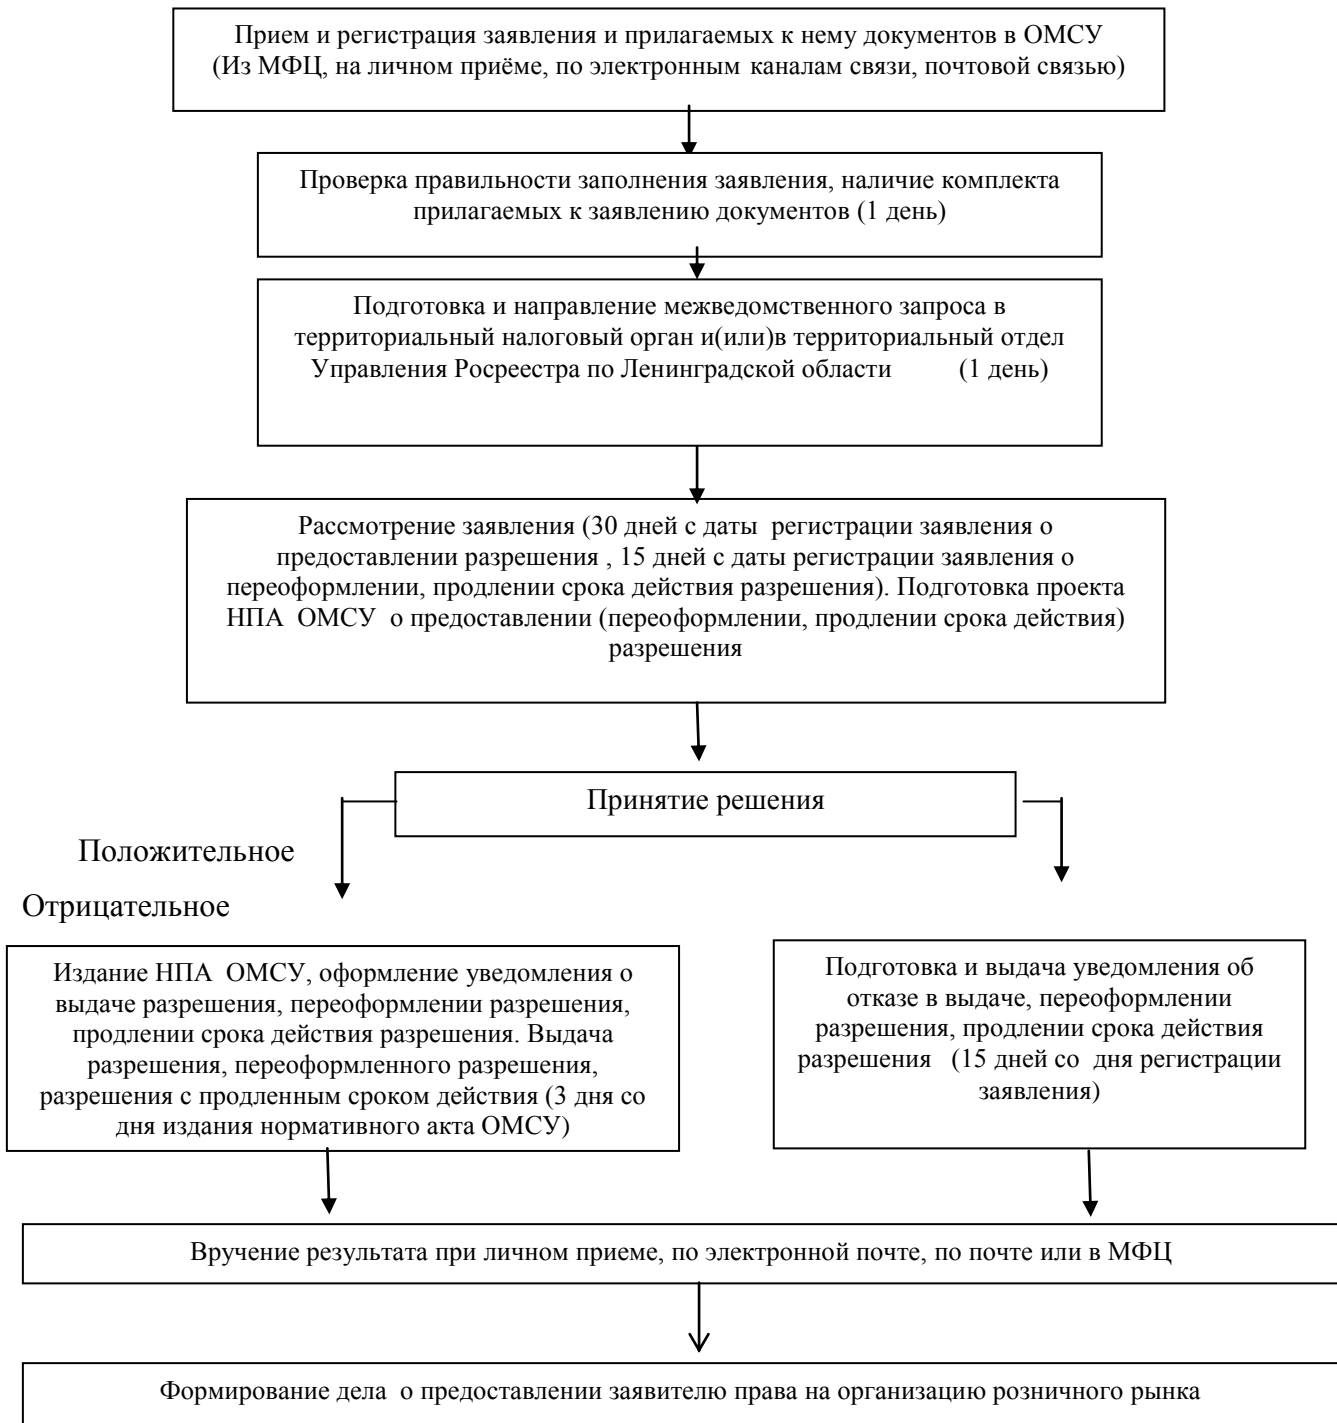 Прием и регистрация заявления и прилагаемых к нему документов в ОМСУ
(Из МФЦ, на личном приёме, по электронным каналам связи, почтовой связью)
Проверка правильности заполнения заявления, наличие комплекта
прилагаемых к заявлению документов (1 день)
Подготовка и направление межведомственного запроса в
территориальный налоговый орган и(или)в территориальный отдел
Управления Росреестра по Ленинградской области (1 день)
Рассмотрение заявления (30 дней с даты регистрации заявления о
предоставлении разрешения , 15 дней с даты регистрации заявления о
переоформлении, продлении срока действия разрешения). Подготовка проекта
НПА ОМСУ о предоставлении (переоформлении, продлении срока действия)
разрешения
Принятие решения
Положительное
Отрицательное
Издание НПА ОМСУ, оформление уведомления о
выдаче разрешения, переоформлении разрешения,
продлении срока действия разрешения. Выдача
разрешения, переоформленного разрешения,
разрешения с продленным сроком действия (3 дня со
дня издания нормативного акта ОМСУ)
Подготовка и выдача уведомления об
отказе в выдаче, переоформлении
разрешения, продлении срока действия
разрешения (15 дней со дня регистрации
заявления)
Вручение результата при личном приеме, по электронной почте, по почте или в МФЦ
Формирование дела о предоставлении заявителю права на организацию розничного рынка